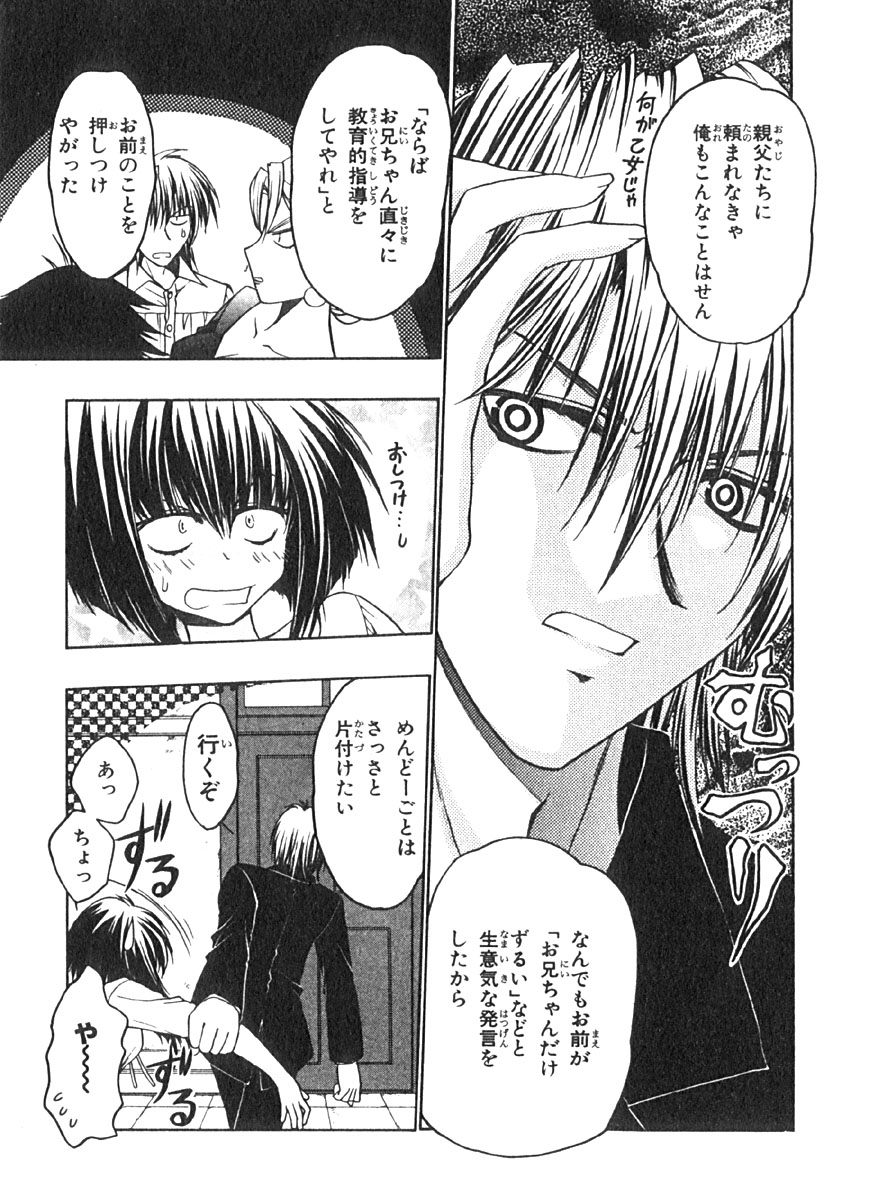 親父たちに
頼まれなきゃ
俺もこんなことはせん
何が乙女じゃ
むっつり
なんでもお前が
「お兄ちゃんだけ
ずるい」などと
生意気な発言を
したから
「ならば
お兄ちゃん直々に
教育的指導を
してやれ」と
お前のことを
押しつけ
やがった
おしつけ…し
めんどーごとは
さっさと
片付けたい
行くぞ
ずる
あっ
ちょっ
ずる
や〜〜〜